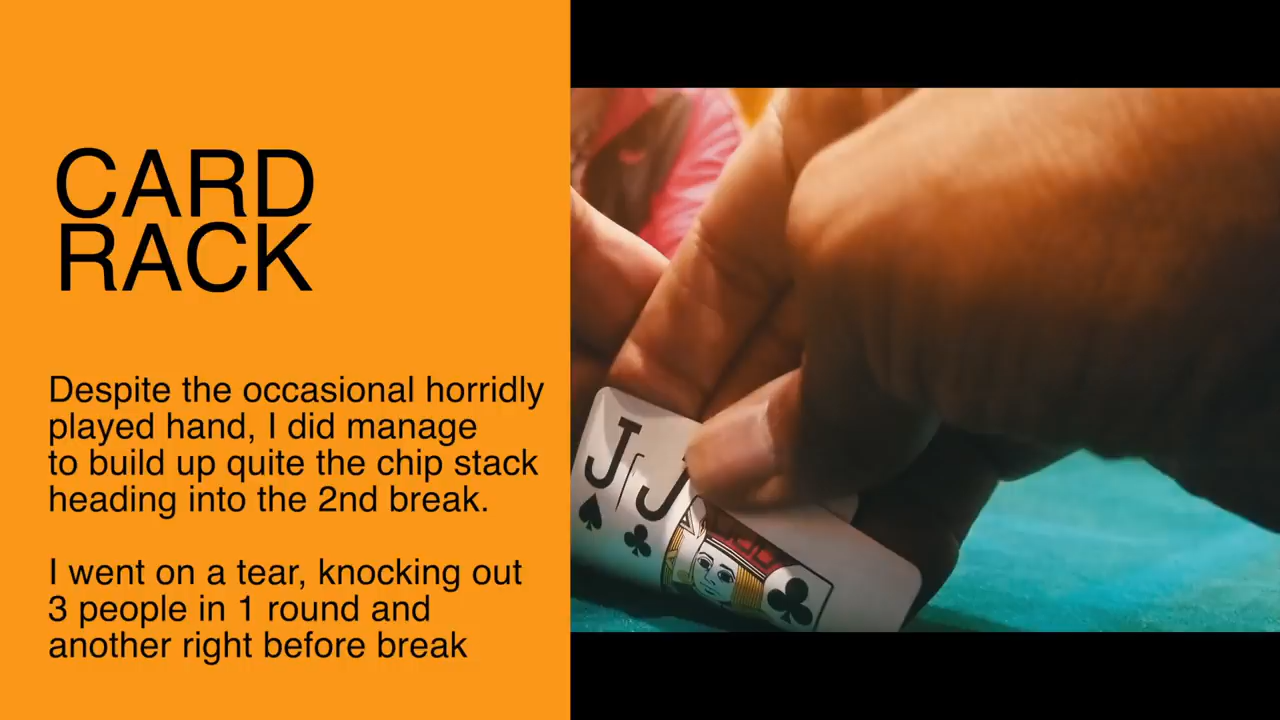 CARD
RACK
Despite the occasional horridly
played hand, I did manage
to build up quite the chip stack
heading into the 2nd break.
I went on a tear, knocking out
3 people in 1 round and
another right before break
J J